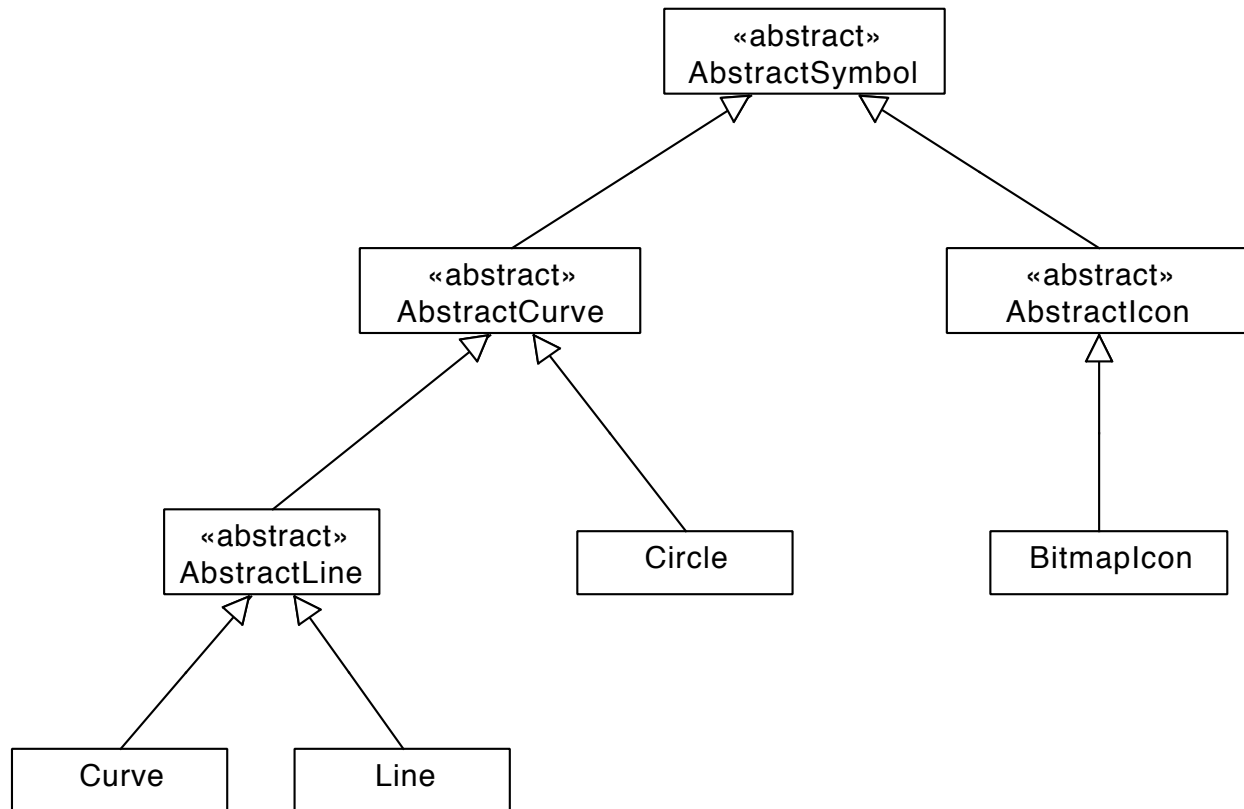 «abstract»
AbstractSymbol
«abstract»
AbstractCurve
«abstract»
AbstractIcon
«abstract»
AbstractLine
Circle
BitmapIcon
Curve
Line